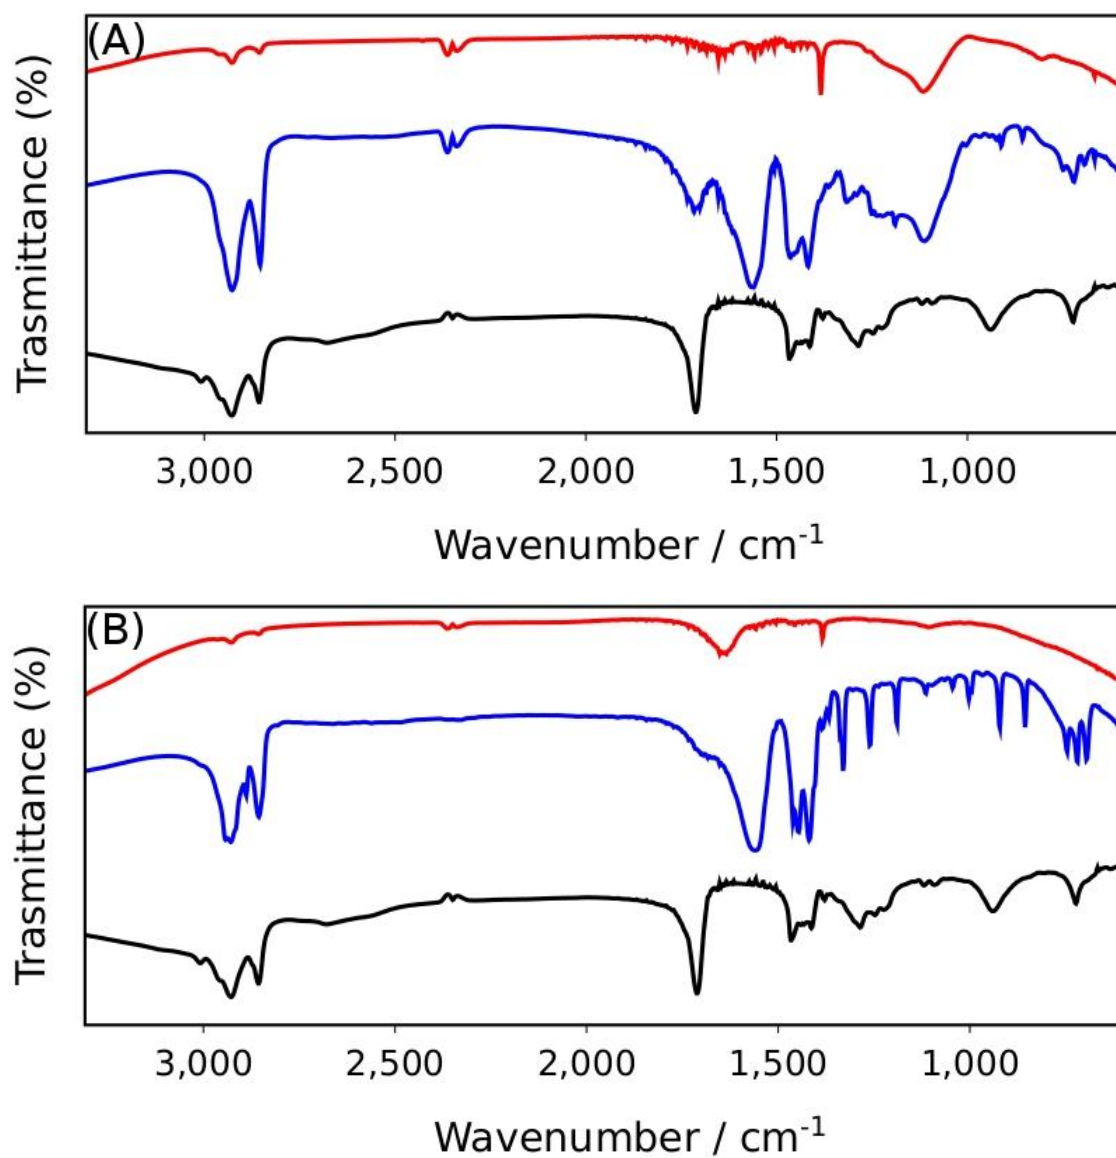 (A)
Trasmittance (%)
3,000 2,500 2,000 1,500 1,000
Wavenumber / cm-1
(B)
Trasmittance (%)
3,000 2,500 2,000 1,500 1,000
Wavenumber / cm-1